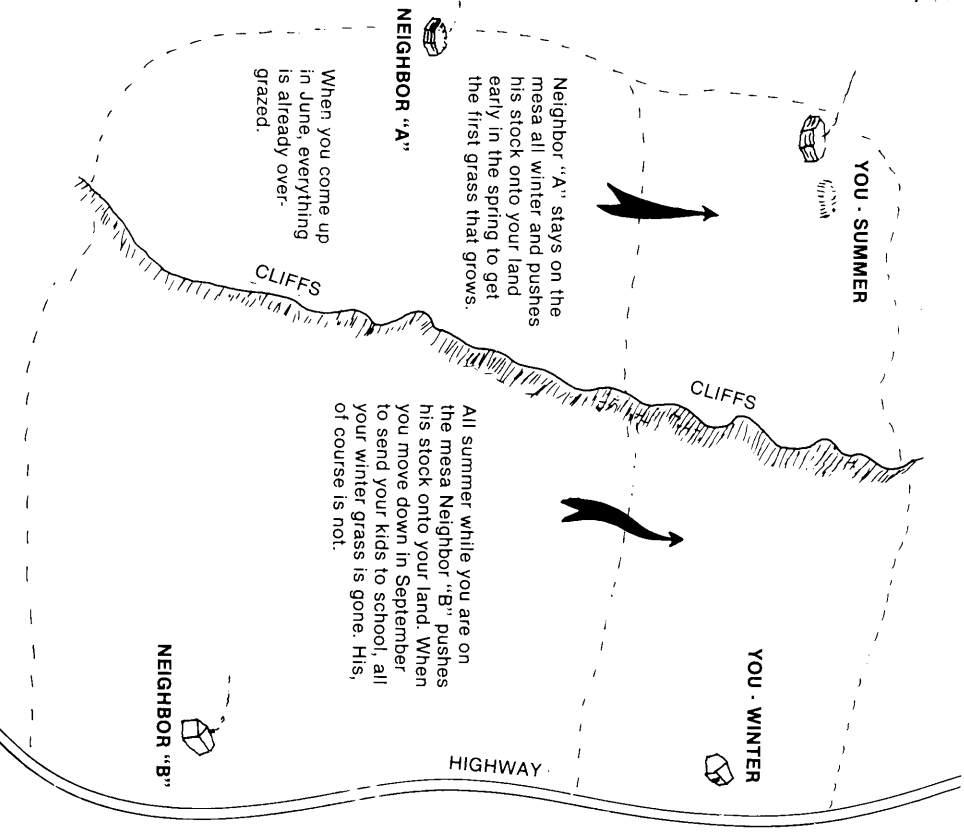 NEIGHBOR "A"
YOU - SUMMER
Neighbor "A" stays on the
mesa all winter and pushes
his stock onto your land
early in the spring to get
the first grass that grows.
When you come up
in June, everything
is already over-
grazed.
CLIFFS
CLIFFS
All summer while you are on
the mesa Neighbor "B" pushes
his stock onto your land. When
you move down in September
to send your kids to school, all
your winter grass is gone. His,
of course is not.
YOU - WINTER
NEIGHBOR "B"
HIGHWAY